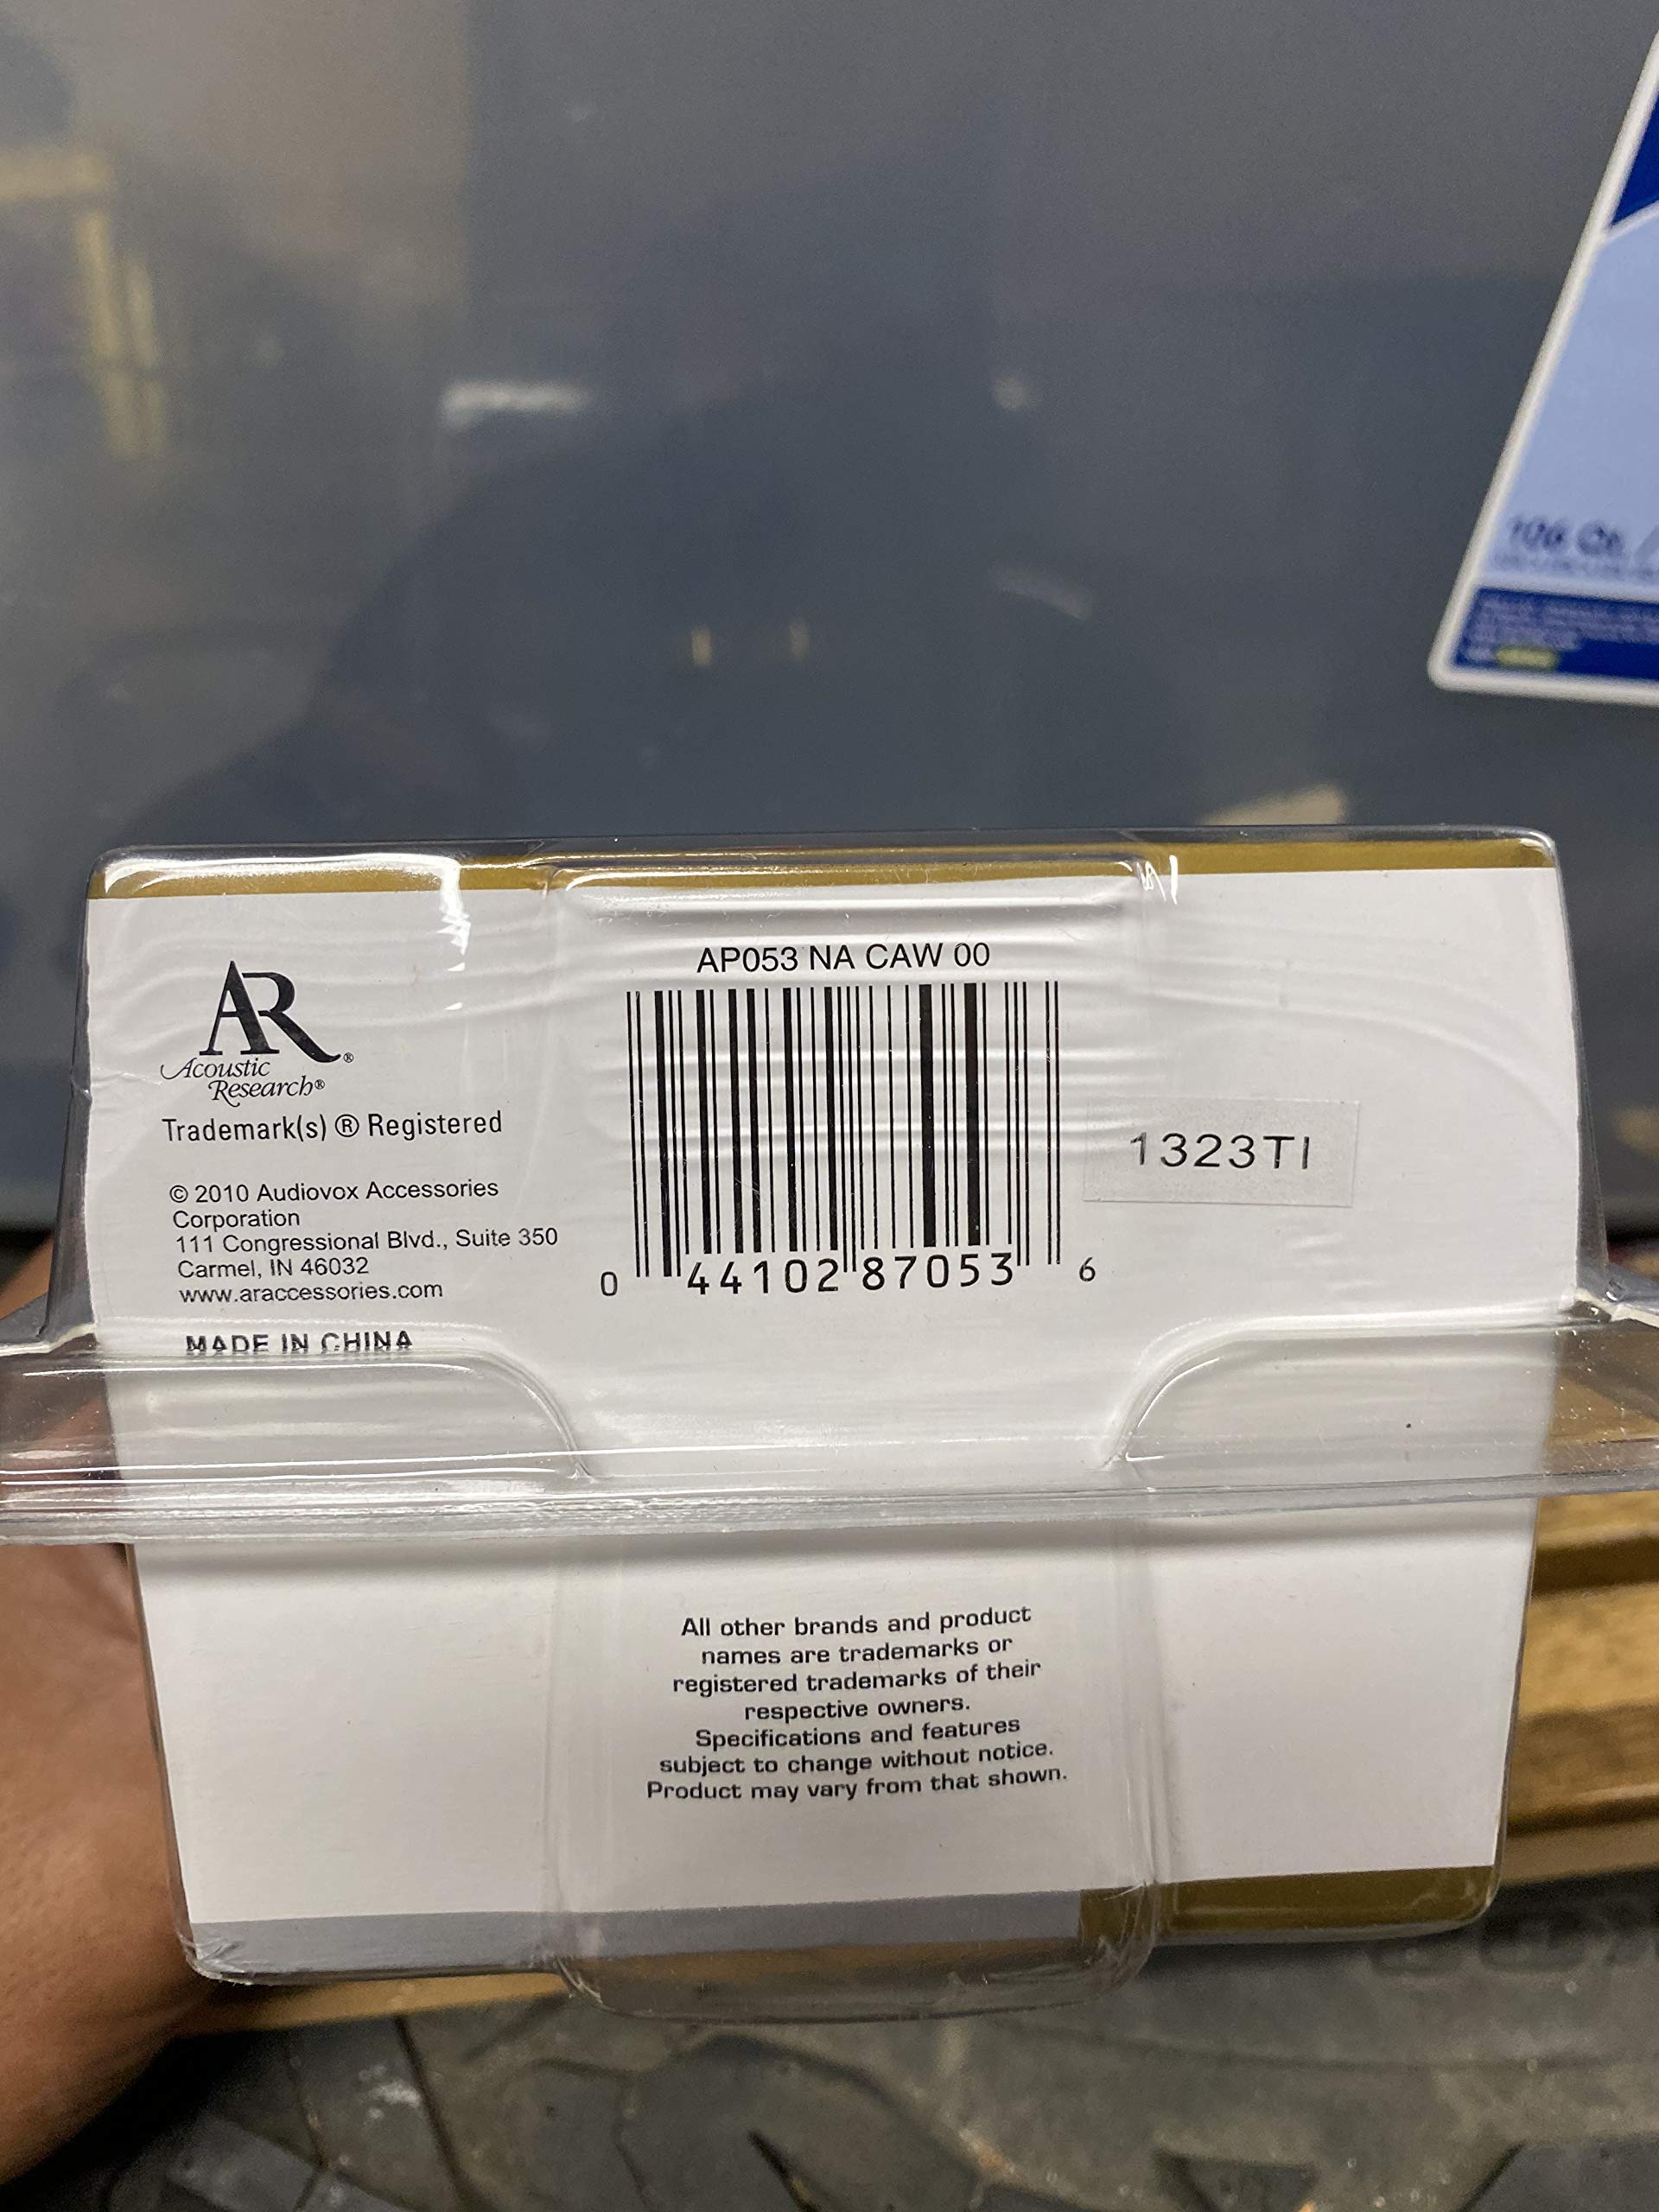 AP053 NA CAW 00
AR®
Acoustic
Research®
Trademark(s) ® Registered
© 2010 Audiovox Accessories
Corporation
111 Congressional Blvd., Suite 350
Carmel, IN 46032
www.araccessories.com
MADE IN CHINA
0 44102 87053 6
1323TI
All other brands and product
names are trademarks or
registered trademarks of their
respective owners.
Specifications and features
subject to change without notice.
Product may vary from that shown.
106